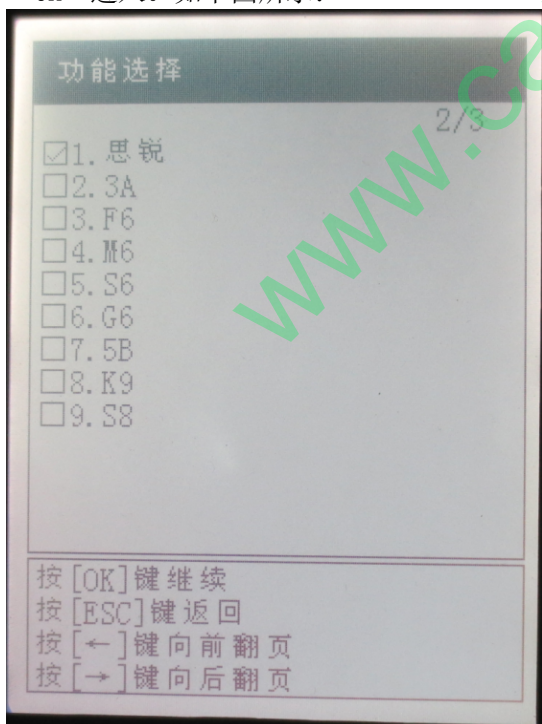 功能选择
2/3
☑1. 思锐
□2. 3A
□3. F6
□4. M6
□5. S6
□6. G6
□7. 5B
□8. K9
□9. S8
按[OK]键继续
按[ESC]键返回
按[←]键向前翻页
按[→]键向后翻页
www.ca